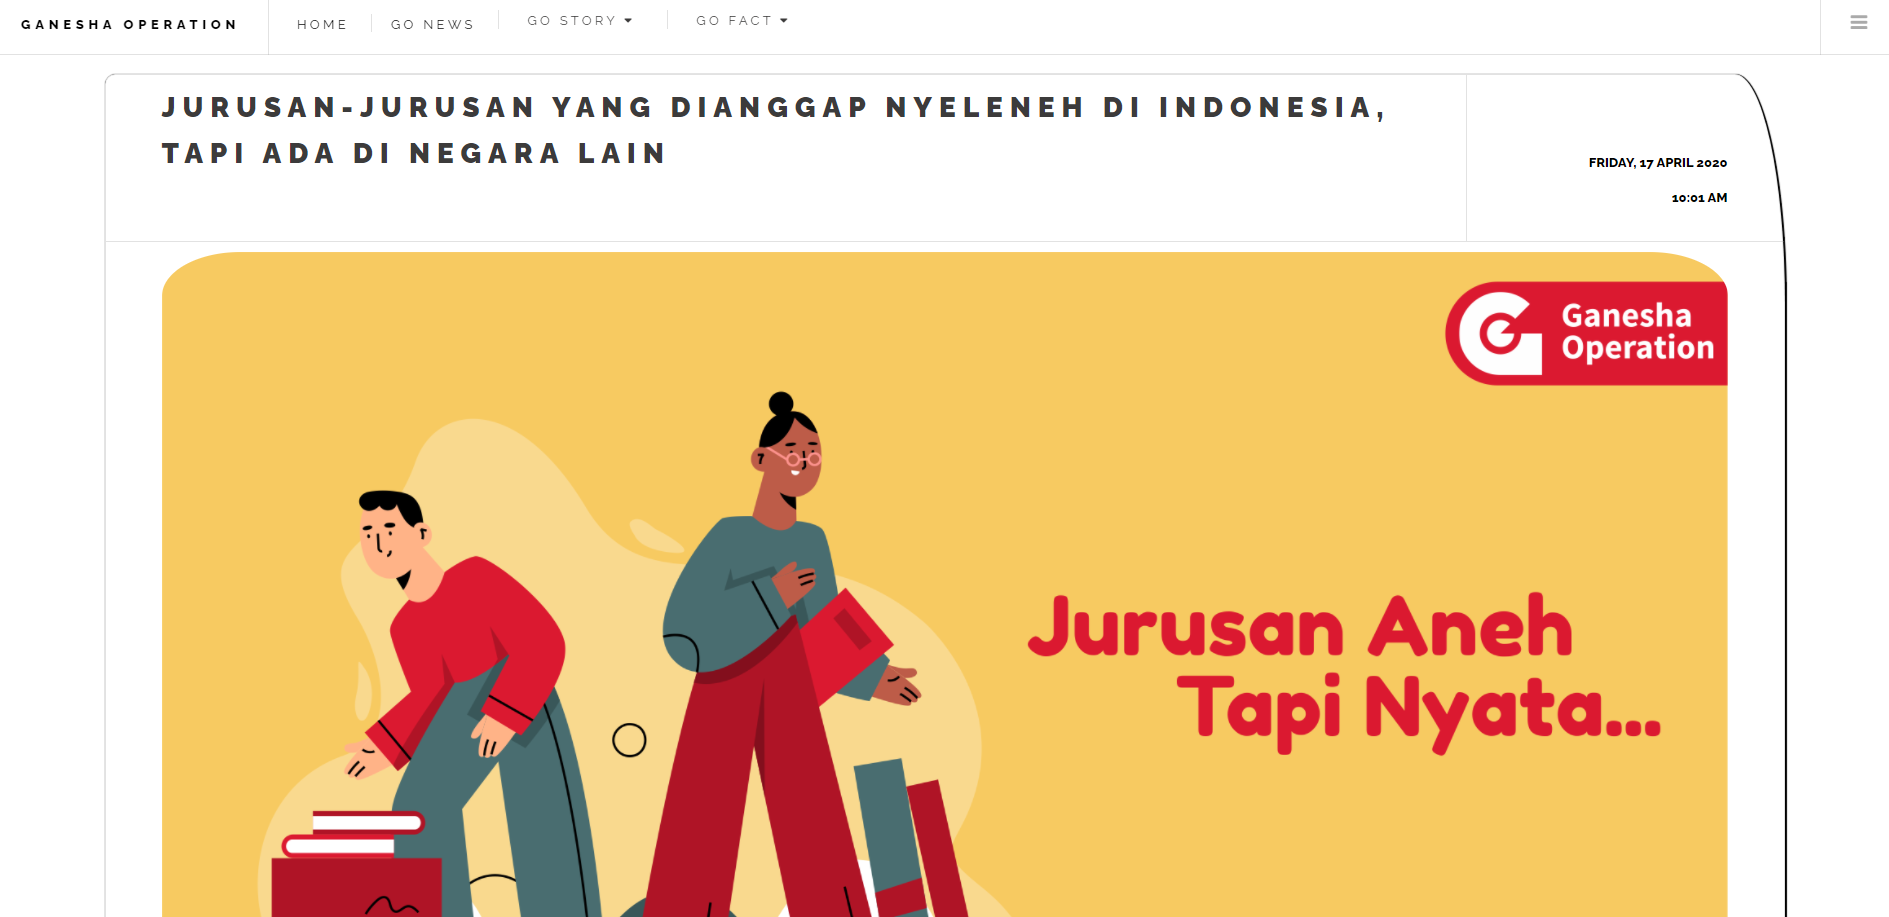 GANESHA OPERATION
HOME
GO NEWS
GO STORY
GO FACT
JURUSAN-JURUSAN YANG DIANGGAP NYELENEH DI INDONESIA,
TAPI ADA DI NEGARA LAIN
FRIDAY, 17 APRIL 2020
10:01 AM
Ganesha
Operation
Jurusan Aneh
Tapi Nyata...